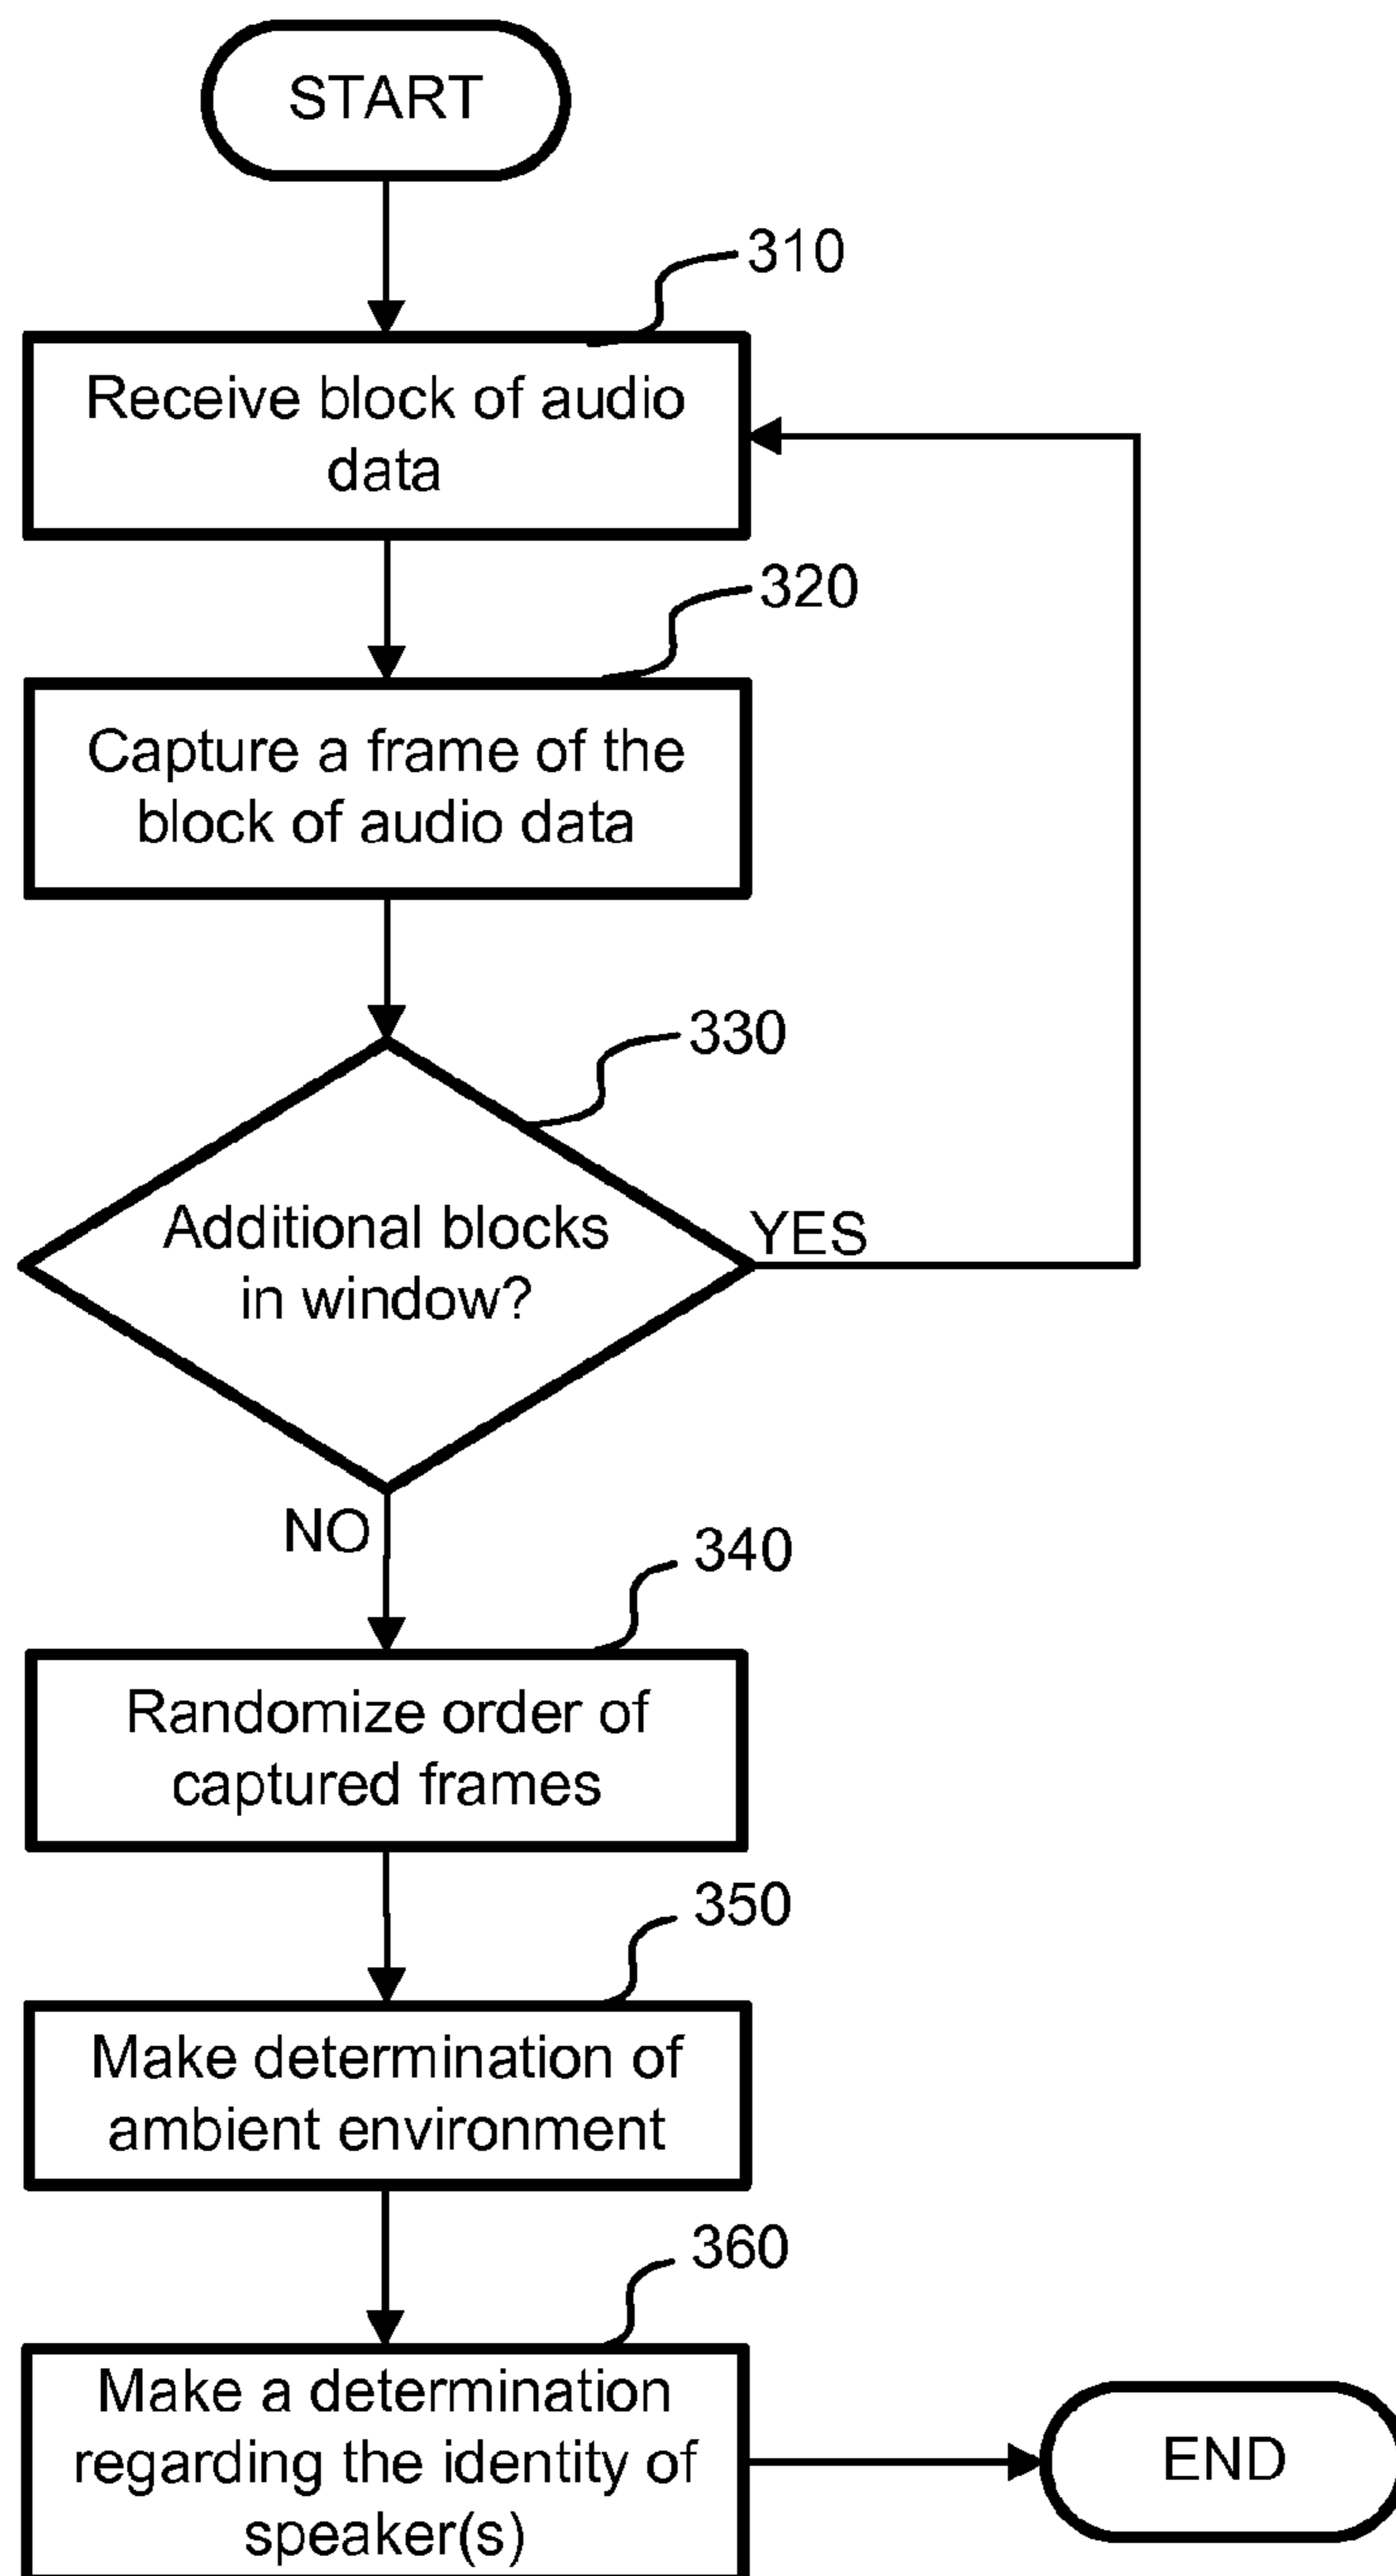 START
310
Receive block of audio
data
320
Capture a frame of the
block of audio data
330
Additional blocks
in window?
YES
NO
340
Randomize order of
captured frames
350
Make determination of
ambient environment
360
Make a determination
regarding the identity of
speaker(s)
END